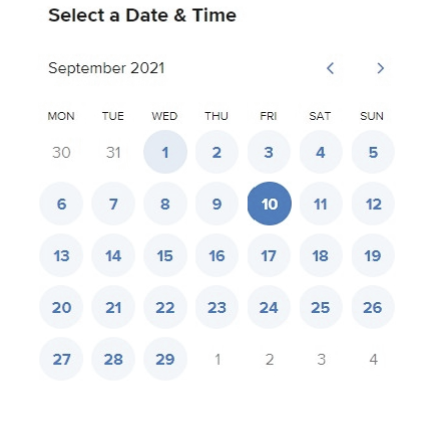 Select a Date & Time
September 2021
MON TUE WED THU FRI SAT SUN
30 31 1 2 3 4 5
6 7 8 9 10 11 12
13 14 15 16 17 18 19
20 21 22 23 24 25 26
27 28 29 1 2 3 4